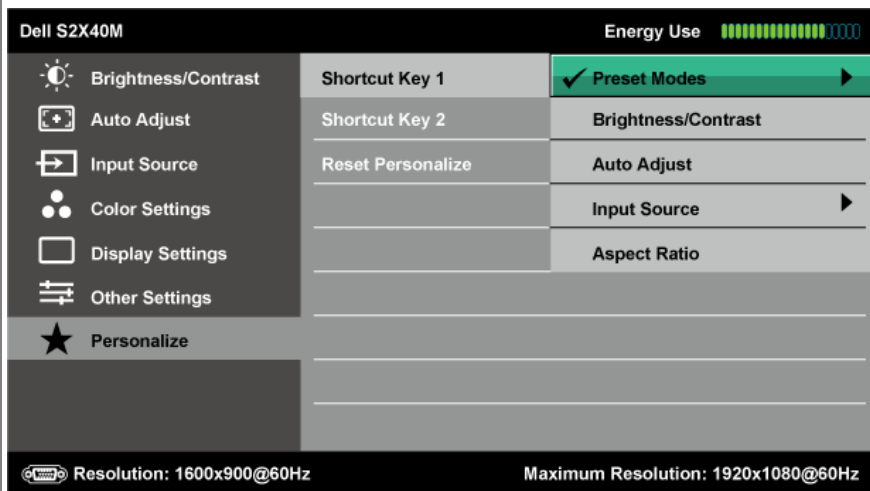 Dell S2X40M Energy Use
Brightness/Contrast Shortcut Key 1 Preset Modes
Auto Adjust Shortcut Key 2 Brightness/Contrast
Input Source Reset Personalize Auto Adjust
Color Settings Input Source
Display Settings Aspect Ratio
Other Settings
Personalize
Resolution: 1600x900@60Hz Maximum Resolution: 1920x1080@60Hz